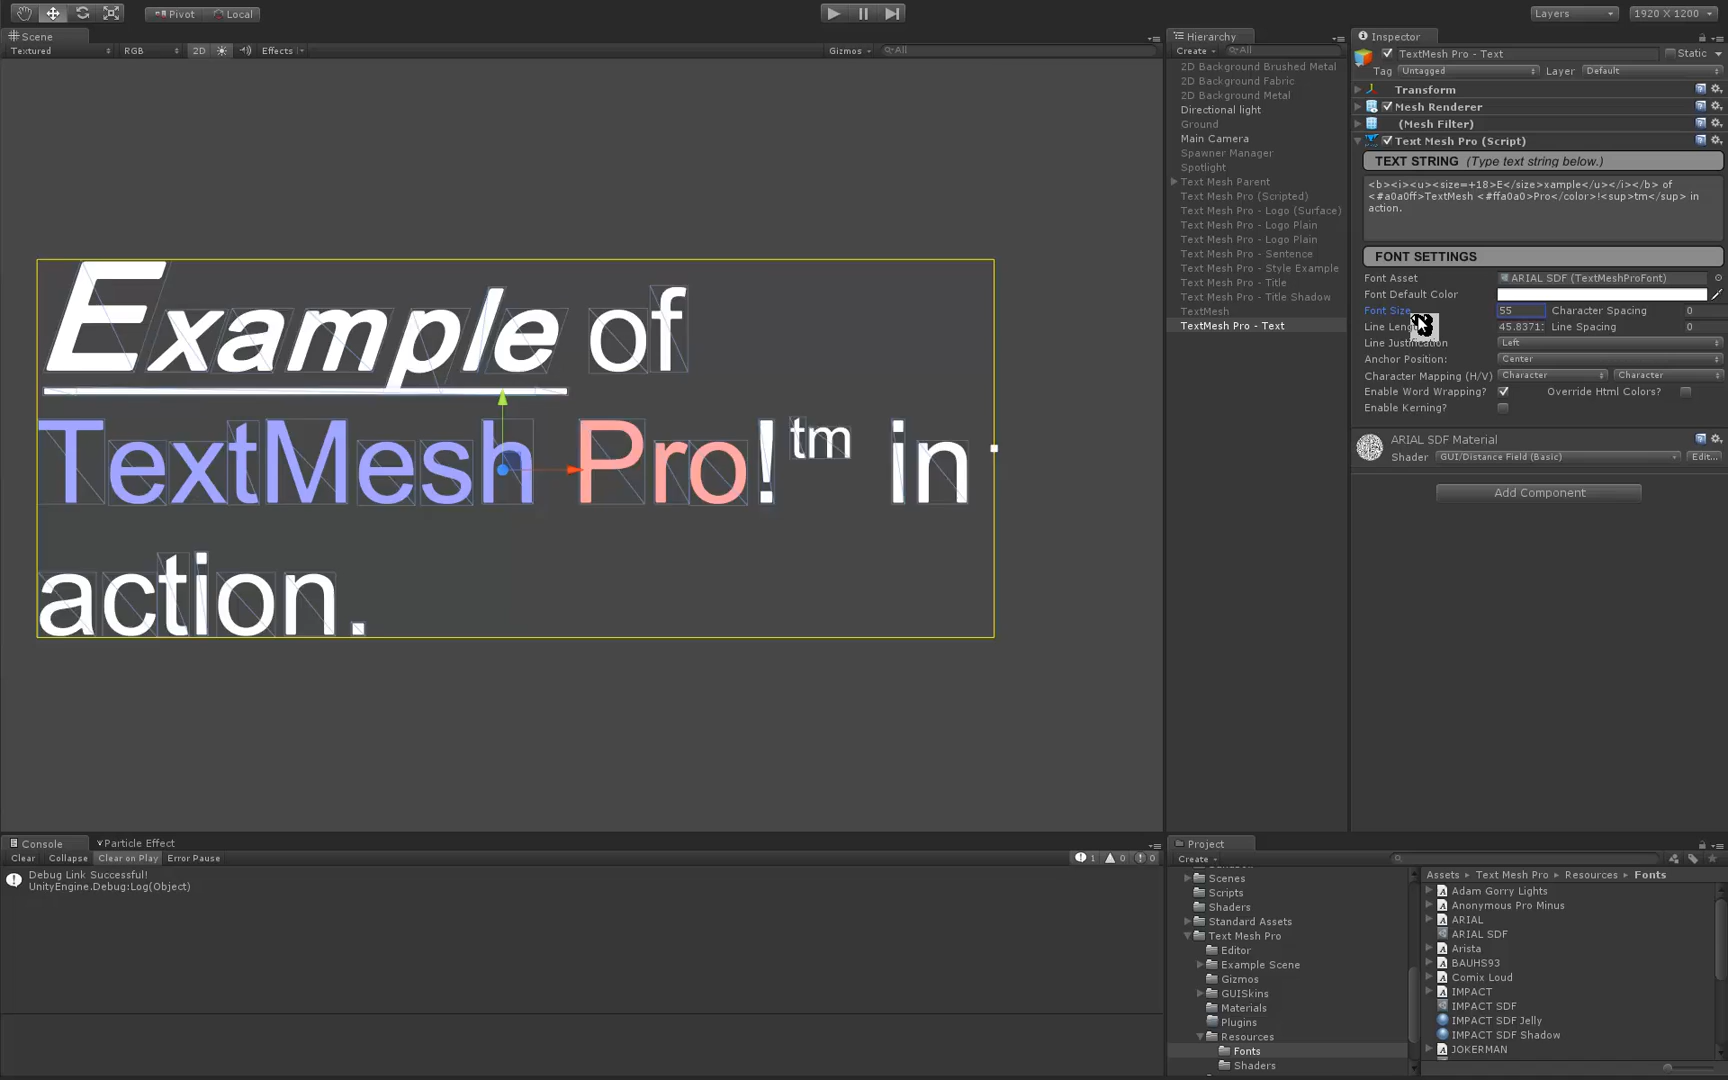 Pivot Local
Layers 1920 X 1200
Scene
Textured RGB 2D Effects Gizmos All
Example of
TextMesh Pro!tm in
action.
Hierarchy
Create All
2D Background Brushed Metal
2D Background Fabric
2D Background Metal
Directional light
Ground
Main Camera
Spawner Manager
Spotlight
Text Mesh Parent
Text Mesh Pro (Scripted)
Text Mesh Pro - Logo (Surface)
Text Mesh Pro - Logo Plain
Text Mesh Pro - Logo Plain
Text Mesh Pro - Sentence
Text Mesh Pro - Style Example
Text Mesh Pro - Title
Text Mesh Pro - Title Shadow
TextMesh
TextMesh Pro - Text
Inspector
TextMesh Pro - Text Static
Tag Untagged Layer Default
Transform
Mesh Renderer
(Mesh Filter)
Text Mesh Pro (Script)
TEXT STRING (Type text string below.)
<b><i><u><size=+18>E</size>xample</u></i></b> of
<#a0a0ff>TextMesh <#ffa0a0>Pro</color>!<sup>tm</sup> in
action.
FONT SETTINGS
Font Asset ARIAL SDF (TextMeshProFont)
Font Default Color
Font Size 55 Character Spacing 0
Line 45.8371 Line Spacing 0
Line Justification Left
Anchor Position: Center
Character Mapping (H/V) Character Character
Enable Word Wrapping? Override Html Colors?
Enable Kerning?
ARIAL SDF Material
Shader GUI/Distance Field (Basic) Edit...
Add Component
Console Particle Effect
Clear Collapse Clear on Play Error Pause 1 0 0
Debug Link Successful!
UnityEngine.Debug:Log(Object)
Project
Create
Scenes
Scripts
Shaders
Standard Assets
Text Mesh Pro
Editor
Example Scene
Gizmos
GUISkins
Materials
Plugins
Resources
Fonts
Shaders
Assets Text Mesh Pro Resources Fonts
Adam Gorry Lights
Anonymous Pro Minus
ARIAL
ARIAL SDF
Arista
BAUHS93
Comix Loud
IMPACT
IMPACT SDF
IMPACT SDF Jelly
IMPACT SDF Shadow
JOKERMAN